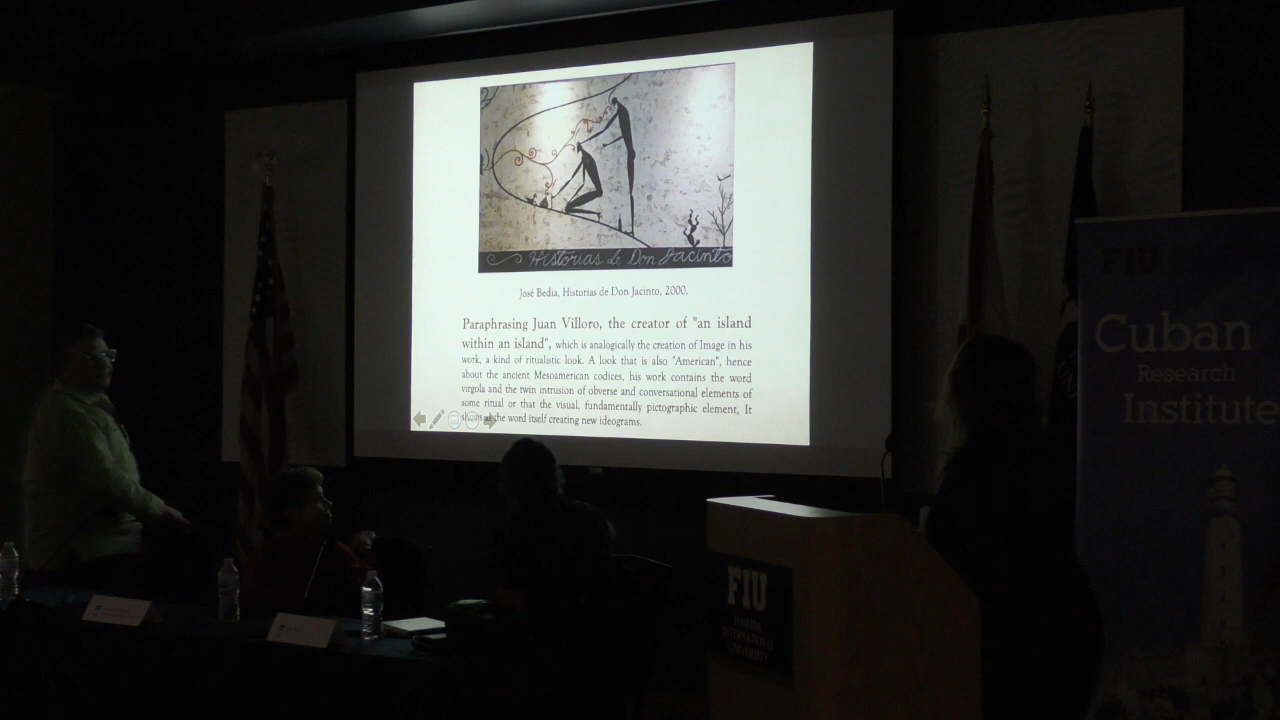 Historias de Don Jacinto
José Bedia, Historias de Don Jacinto, 2000.
Paraphrasing Juan Villoro, the creator of "an island
within an island", which is analogically the creation of Image in his
work, a kind of ritualistic look. A look that is also "American", hence
about the ancient Mesoamerican codices, his work contains the word
virgola and the twin intrusion of obverse and conversational elements of
some ritual or that the visual, fundamentally pictographic element, It
the word itself creating new ideograms.
FIU
Cuban
Research
Institute
FIU
FLORIDA
INTERNATIONAL
UNIVERSITY